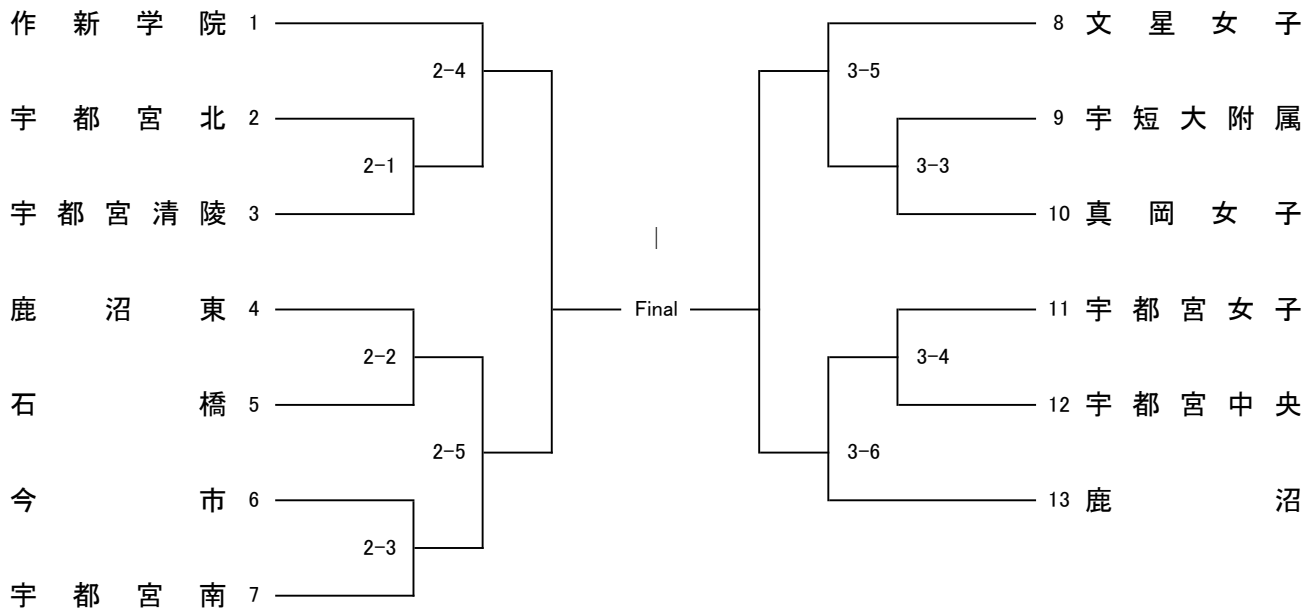 作新学院 1
2-4
宇都宮北 2
2-1
宇都宮清陵 3
鹿沼東 4
2-2
石橋 5
2-5
今市 6
2-3
宇都宮南 7
|
Final
8 文星女子
3-5
9 宇短大附属
3-3
10 真岡女子
11 宇都宮女子
3-4
12 宇都宮中央
3-6
13 鹿沼